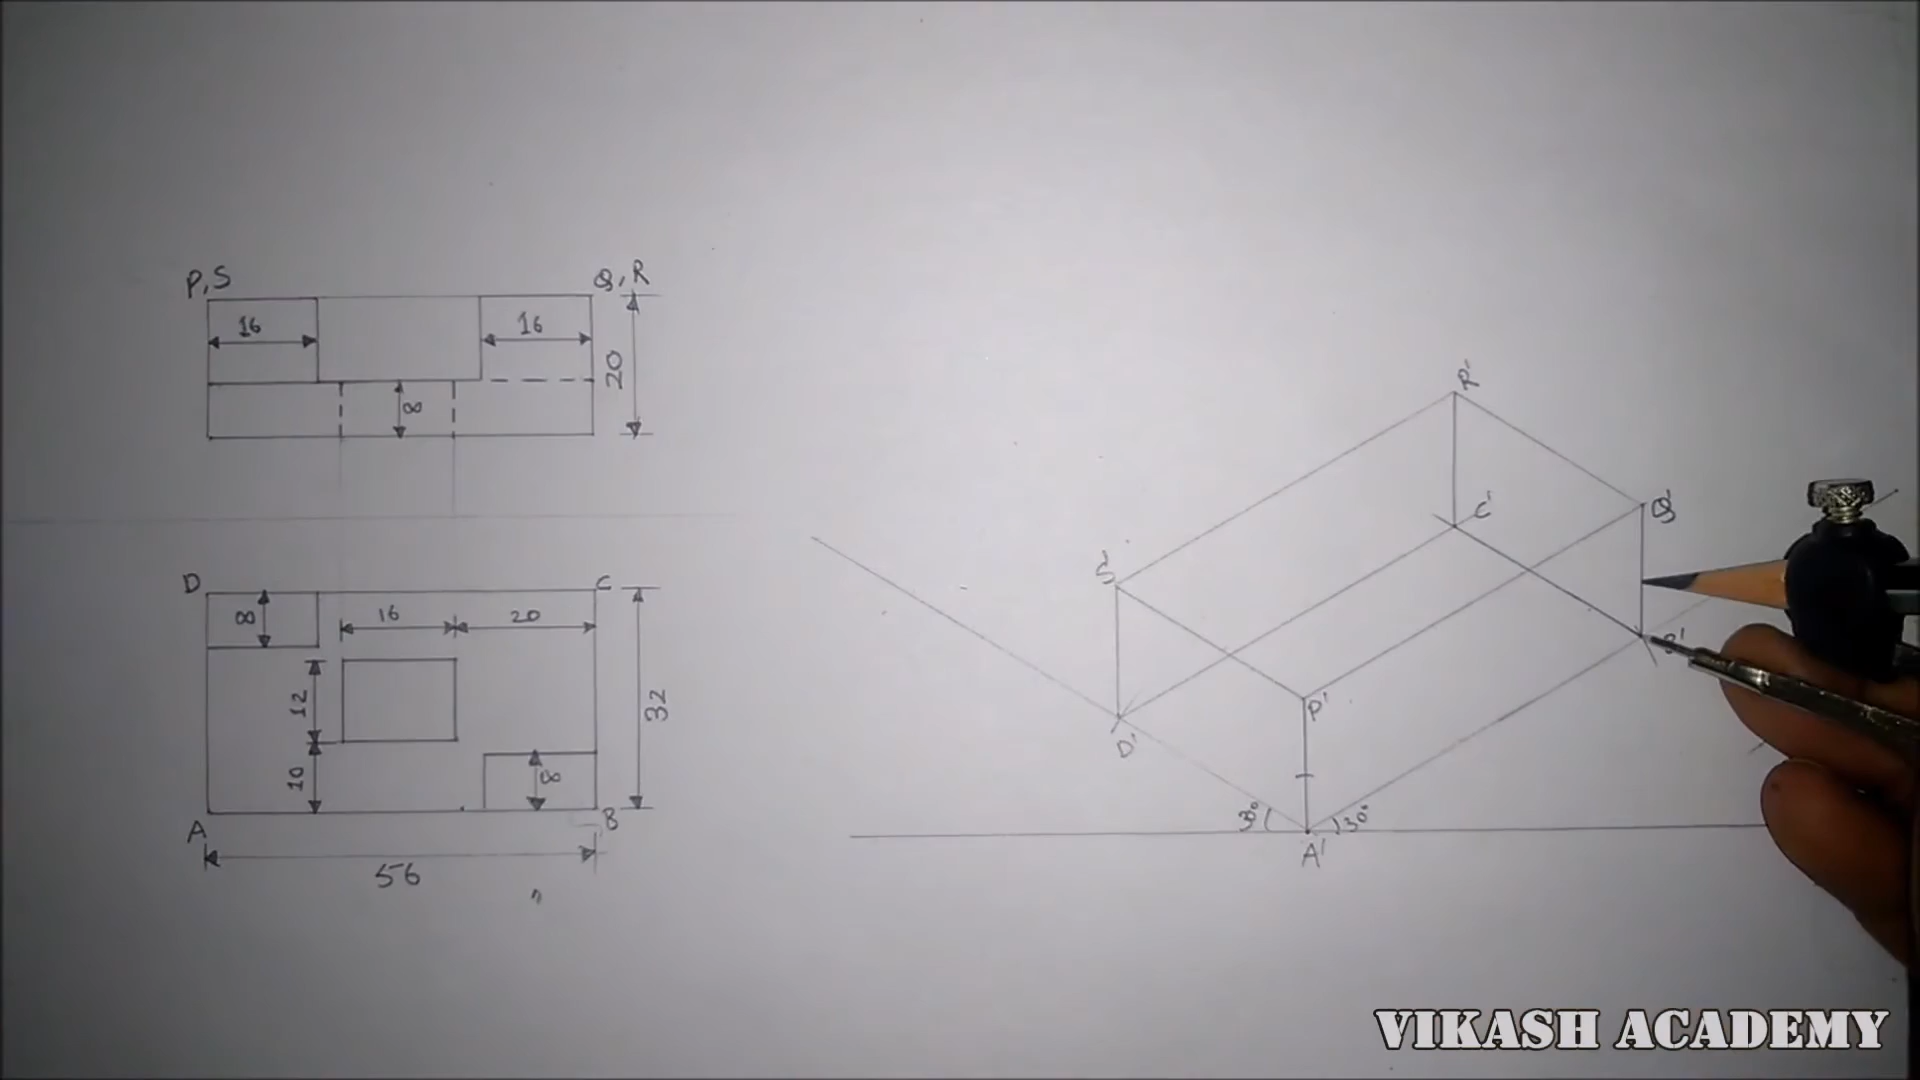 P,S
Q,R
16
16
20
8
D
C
8
16
20
12
32
10
8
A
B
56
R'
C'
Q'
S'
B'
P'
D'
30°
30°
A'
VIKASH ACADEMY